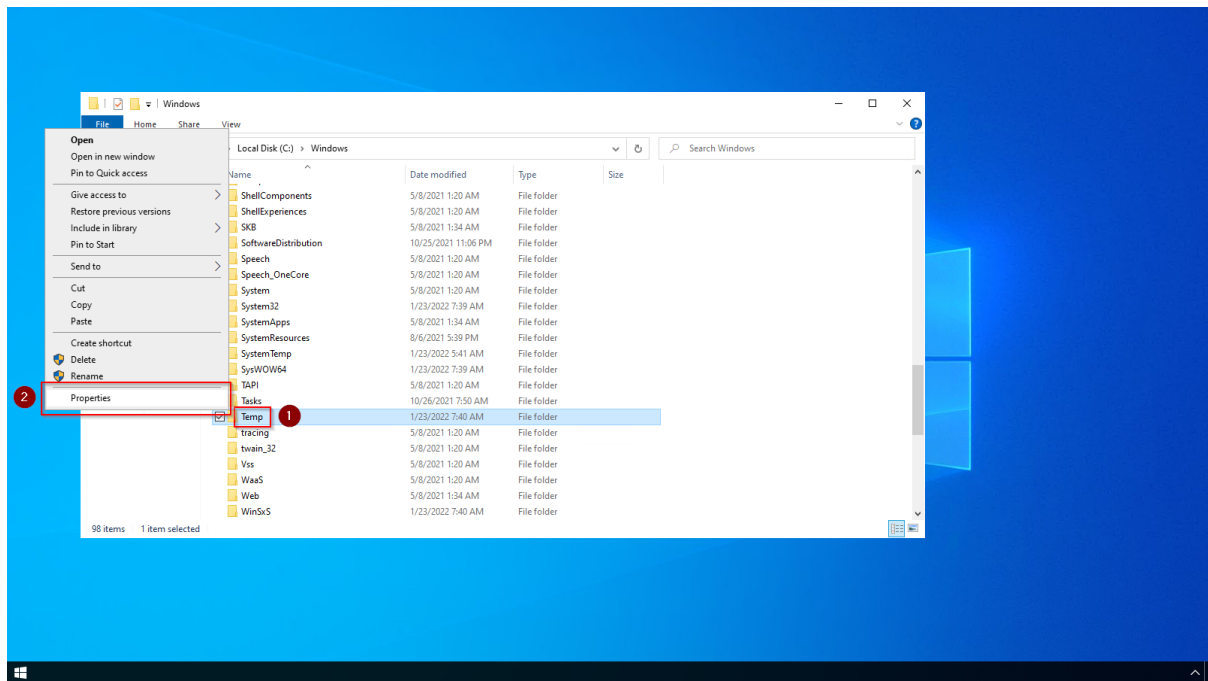 Windows
File Home Share View
Local Disk (C:) Windows
Search Windows
Open
Open in new window
Pin to Quick access
Give access to
Restore previous versions
Include in library
Pin to Start
Send to
Cut
Copy
Paste
Create shortcut
Delete
Rename
2
Properties
Name Date modified Type Size
ShellComponents 5/8/2021 1:20 AM File folder
ShellExperiences 5/8/2021 1:20 AM File folder
SKB 5/8/2021 1:34 AM File folder
SoftwareDistribution 10/25/2021 11:06 PM File folder
Speech 5/8/2021 1:20 AM File folder
Speech_OneCore 5/8/2021 1:20 AM File folder
System 5/8/2021 1:20 AM File folder
System32 1/23/2022 7:39 AM File folder
SystemApps 5/8/2021 1:34 AM File folder
SystemResources 8/6/2021 5:39 PM File folder
SystemTemp 1/23/2022 5:41 AM File folder
SysWOW64 1/23/2022 7:39 AM File folder
TAPI 5/8/2021 1:20 AM File folder
Tasks 10/26/2021 7:50 AM File folder
Temp 1 1/23/2022 7:40 AM File folder
tracing 5/8/2021 1:20 AM File folder
twain_32 5/8/2021 1:20 AM File folder
Vss 5/8/2021 1:20 AM File folder
WaaS 5/8/2021 1:20 AM File folder
Web 5/8/2021 1:34 AM File folder
WinSxS 1/23/2022 7:40 AM File folder
98 items 1 item selected